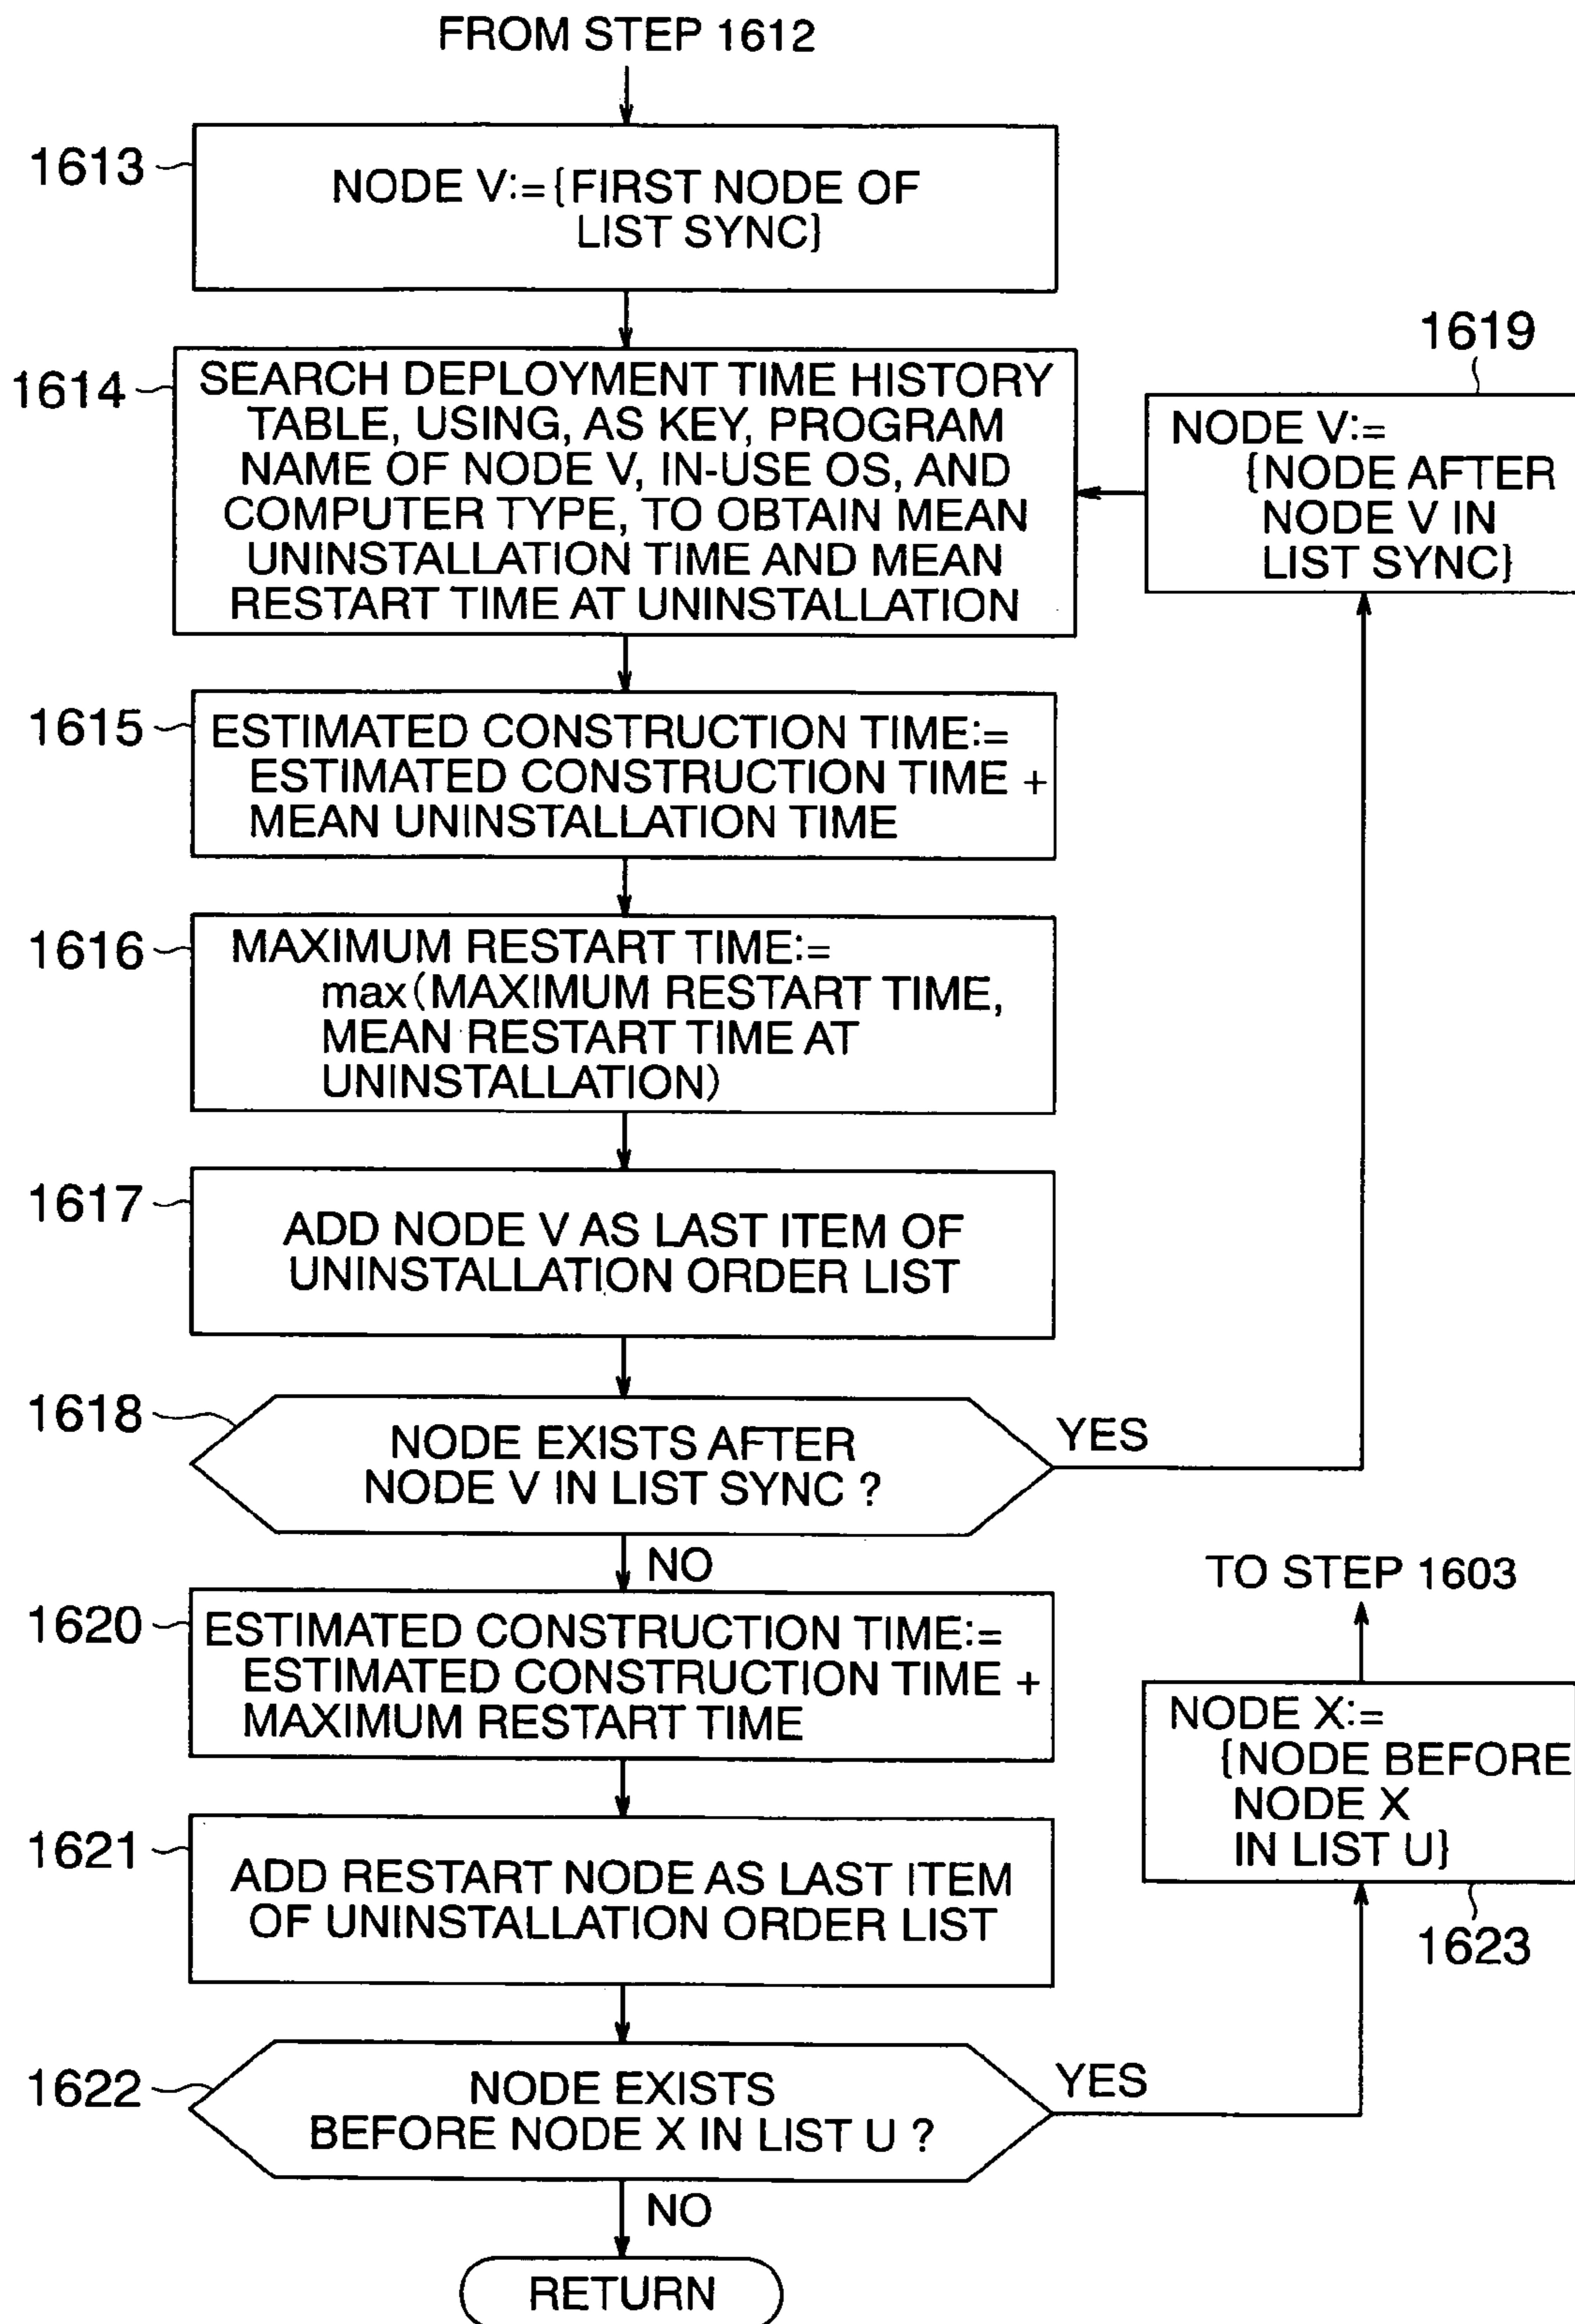 FROM STEP 1612
1613
NODE V:={FIRST NODE OF
LIST SYNC}
1614
SEARCH DEPLOYMENT TIME HISTORY
TABLE, USING, AS KEY, PROGRAM
NAME OF NODE V, IN-USE OS, AND
COMPUTER TYPE, TO OBTAIN MEAN
UNINSTALLATION TIME AND MEAN
RESTART TIME AT UNINSTALLATION
1619
NODE V:=
{NODE AFTER
NODE V IN
LIST SYNC}
1615
ESTIMATED CONSTRUCTION TIME:=
ESTIMATED CONSTRUCTION TIME +
MEAN UNINSTALLATION TIME
1616
MAXIMUM RESTART TIME:=
max(MAXIMUM RESTART TIME,
MEAN RESTART TIME AT
UNINSTALLATION)
1617
ADD NODE V AS LAST ITEM OF
UNINSTALLATION ORDER LIST
1618
NODE EXISTS AFTER
NODE V IN LIST SYNC ?
YES
NO
1620
ESTIMATED CONSTRUCTION TIME:=
ESTIMATED CONSTRUCTION TIME +
MAXIMUM RESTART TIME
TO STEP 1603
NODE X:=
{NODE BEFORE
NODE X
IN LIST U}
1623
1621
ADD RESTART NODE AS LAST ITEM
OF UNINSTALLATION ORDER LIST
1622
NODE EXISTS
BEFORE NODE X IN LIST U ?
YES
NO
RETURN